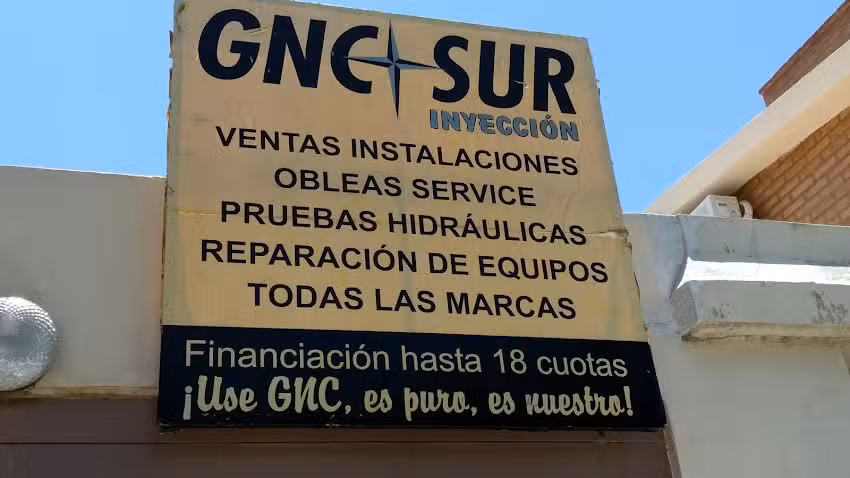 GNC SUR
INYECCIÓN
VENTAS INSTALACIONES
OBLEAS SERVICE
PRUEBAS HIDRÁULICAS
REPARACIÓN DE EQUIPOS
TODAS LAS MARCAS
Financiación hasta 18 cuotas
¡Use GNC, es puro, es nuestro!